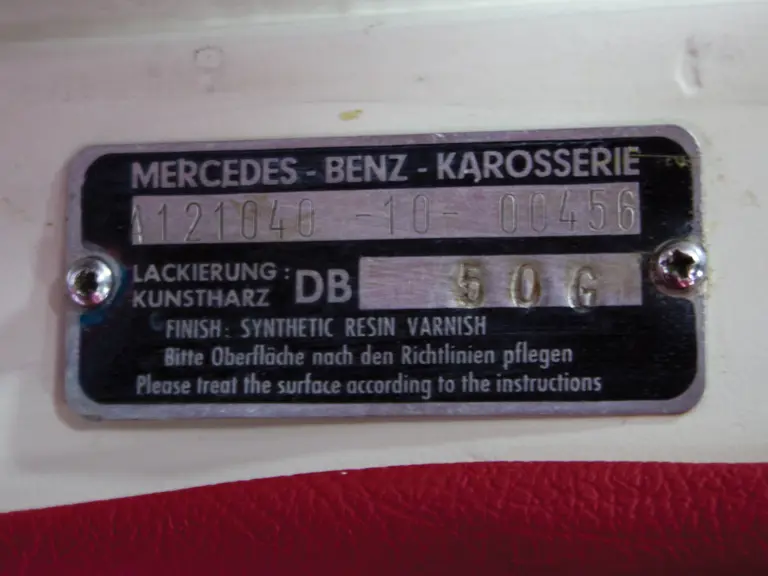 MERCEDES - BENZ - KAROSSERIE
A121040 -10- 00456
LACKIERUNG :
KUNSTHARZ DB 50G
FINISH: SYNTHETIC RESIN VARNISH
Bitte Oberfläche nach den Richtlinien pflegen
Please treat the surface according to the instructions